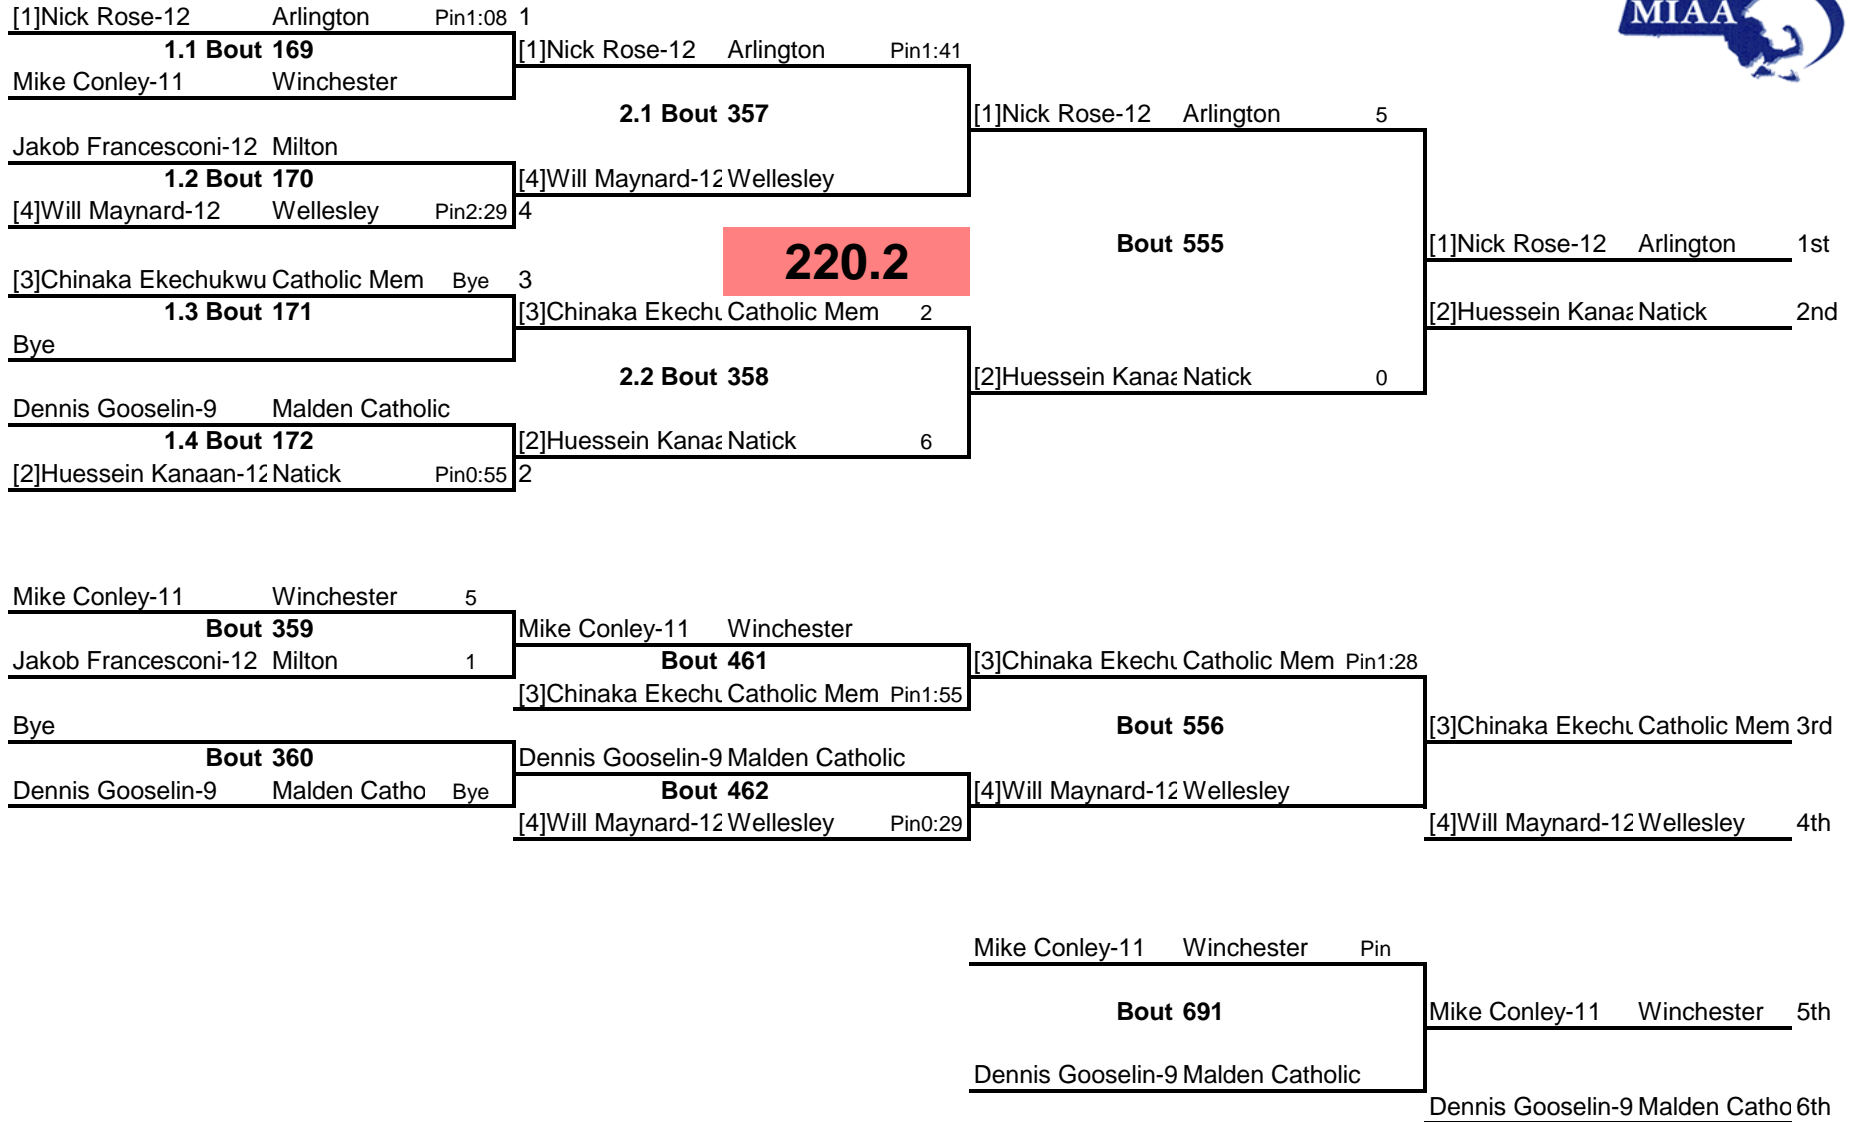 [1]Nick Rose-12 Arlington Pin1:08 1
MIAA
1.1 Bout 169 [1]Nick Rose-12 Arlington Pin1:41
Mike Conley-11 Winchester
2.1 Bout 357 [1]Nick Rose-12 Arlington 5
Jakob Francesconi-12 Milton
1.2 Bout 170 [4]Will Maynard-12 Wellesley
[4]Will Maynard-12 Wellesley Pin2:29 4
220.2 Bout 555 [1]Nick Rose-12 Arlington 1st
[3]Chinaka Ekechukwu Catholic Mem Bye 3
1.3 Bout 171 [3]Chinaka Ekechu Catholic Mem 2 [2]Huessein Kanaa Natick 2nd
Bye
2.2 Bout 358 [2]Huessein Kanaa Natick 0
Dennis Gooselin-9 Malden Catholic
1.4 Bout 172 [2]Huessein Kanaa Natick 6
[2]Huessein Kanaan-12 Natick Pin0:55 2
Mike Conley-11 Winchester 5
Bout 359 Mike Conley-11 Winchester
Jakob Francesconi-12 Milton 1 Bout 461 [3]Chinaka Ekechu Catholic Mem Pin1:28
[3]Chinaka Ekechu Catholic Mem Pin1:55
Bye Bout 556 [3]Chinaka Ekechu Catholic Mem 3rd
Bout 360 Dennis Gooselin-9 Malden Catholic
Dennis Gooselin-9 Malden Catho Bye Bout 462 [4]Will Maynard-12 Wellesley
[4]Will Maynard-12 Wellesley Pin0:29 [4]Will Maynard-12 Wellesley 4th
Mike Conley-11 Winchester Pin
Bout 691 Mike Conley-11 Winchester 5th
Dennis Gooselin-9 Malden Catholic
Dennis Gooselin-9 Malden Catho 6th